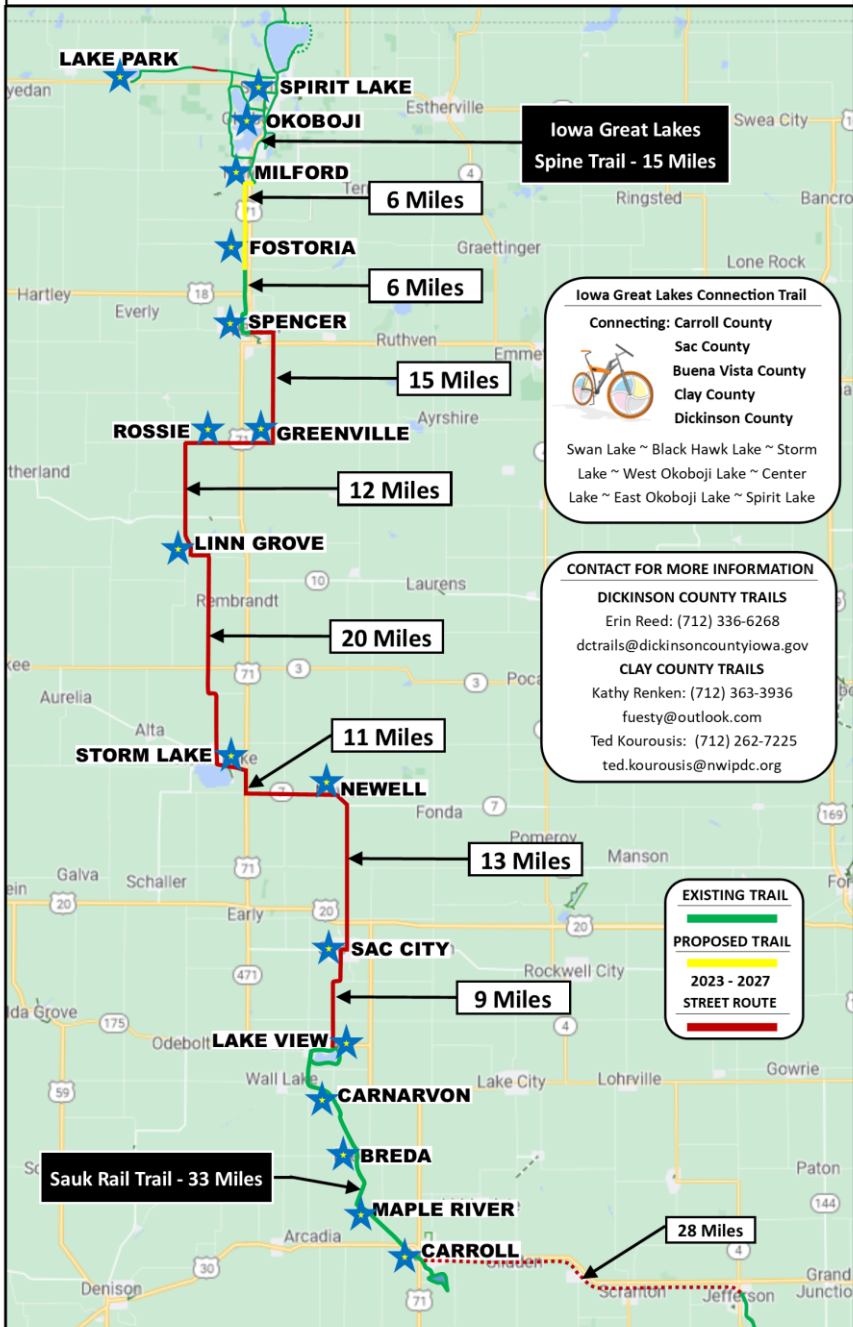 LAKE PARK
SPIRIT LAKE
OKOBOJI
Estherville
Swea City
Iowa Great Lakes
Spine Trail - 15 Miles
MILFORD
4
Ringsted
71
6 Miles
FOSTORIA
Graettinger
Lone Rock
Hartley
18
6 Miles
Everly
SPENCER
Ruthven
Iowa Great Lakes Connection Trail
Connecting: Carroll County
Sac County
Buena Vista County
Clay County
Dickinson County
Swan Lake ~ Black Hawk Lake ~ Storm
Lake ~ West Okoboji Lake ~ Center
Lake ~ East Okoboji Lake ~ Spirit Lake
15 Miles
ROSSIE
GREENVILLE
71
Ayrshire
4
12 Miles
LINN GROVE
10
Laurens
Rembrandt
20 Miles
3
71
3
Aurelia
Alta
11 Miles
STORM LAKE
NEWELL
7
Fonda
7
CONTACT FOR MORE INFORMATION
DICKINSON COUNTY TRAILS
Erin Reed: (712) 336-6268
dctrails@dickinsoncountyiowa.gov
CLAY COUNTY TRAILS
Kathy Renken: (712) 363-3936
fuesty@outlook.com
Ted Kourousis: (712) 262-7225
ted.kourousis@nwipdc.org
169
Pomeroy
Manson
13 Miles
71
Galva
Schaller
20
Early
20
20
EXISTING TRAIL
PROPOSED TRAIL
2023 - 2027
STREET ROUTE
SAC CITY
471
Rockwell City
9 Miles
175
Odebolt
4
LAKE VIEW
Wall Lake
Lake City
Lohrville
Gowrie
59
CARNARVON
BREDA
Paton
Sauk Rail Trail - 33 Miles
144
MAPLE RIVER
28 Miles
Arcadia
CARROLL
4
30
Denison
71
Scranton
Jefferson
Grand
Junction